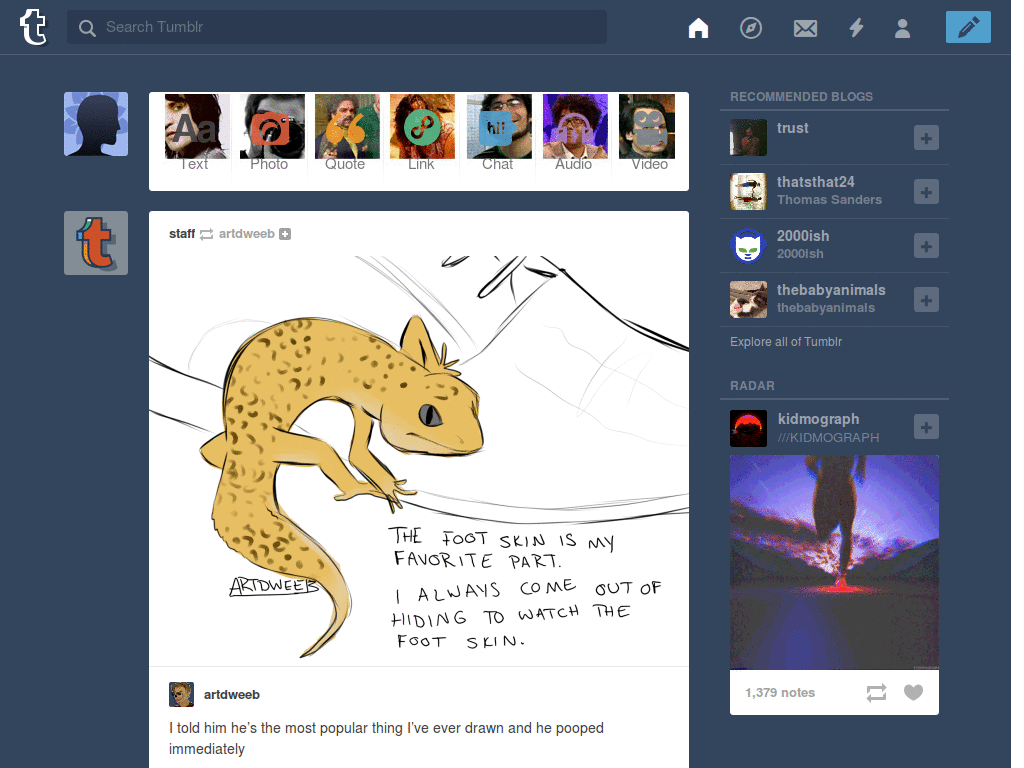 t
Search Tumblr
Aa
hi!
Text
Photo
Quote
Link
Chat
Audio
Video
t
staff artdweeb
THE FOOT SKIN IS MY
FAVORITE PART.
I ALWAYS COME OUT OF
HIDING TO WATCH THE
FOOT SKIN.
ARTDWEEB
artdweeb
I told him he’s the most popular thing I’ve ever drawn and he pooped
immediately
RECOMMENDED BLOGS
trust
thatsthat24
Thomas Sanders
2000ish
2000ish
thebabyanimals
thebabyanimals
Explore all of Tumblr
RADAR
kidmograph
///KIDMOGRAPH
1,379 notes